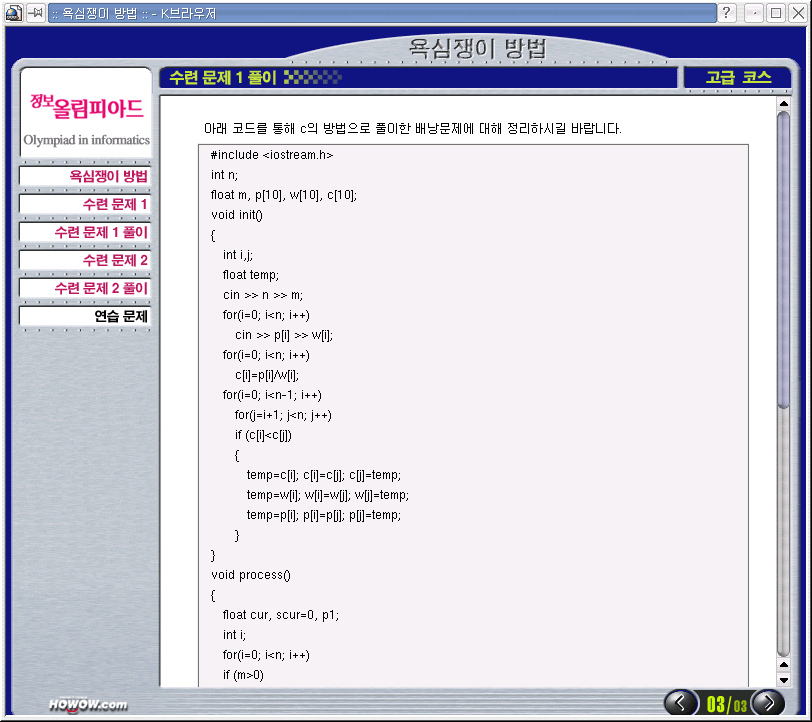 :: 욕심쟁이 방법 :: - K브라우저
욕심쟁이 방법
수련 문제 1 풀이
고급 코스
정보올림피아드
Olympiad in informatics
욕심쟁이 방법
수련 문제 1
수련 문제 1 풀이
수련 문제 2
수련 문제 2 풀이
연습 문제
아래 코드를 통해 c의 방법으로 풀이한 배낭문제에 대해 정리하시길 바랍니다.
#include <iostream.h>
int n;
float m, p[10], w[10], c[10];
void init()
{
int i,j;
float temp;
cin >> n >> m;
for(i=0; i<n; i++)
cin >> p[i] >> w[i];
for(i=0; i<n; i++)
c[i]=p[i]/w[i];
for(i=0; i<n-1; i++)
for(j=i+1; j<n; j++)
if (c[i]<c[j])
{
temp=c[i]; c[i]=c[j]; c[j]=temp;
temp=w[i]; w[i]=w[j]; w[j]=temp;
temp=p[i]; p[i]=p[j]; p[j]=temp;
}
}
void process()
{
float cur, scur=0, p1;
int i;
for(i=0; i<n; i++)
if (m>0)
HOWOW.com
03/03